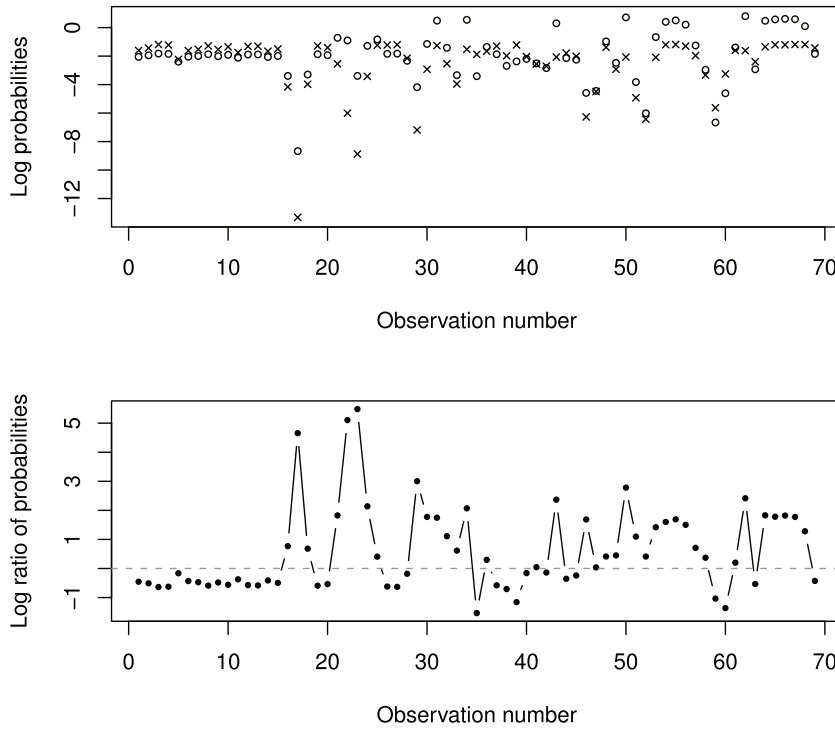 Log probabilities
0
-4
-8
-12
0 10 20 30 40 50 60 70
Observation number
Log ratio of probabilities
5
3
1
-1
0 10 20 30 40 50 60 70
Observation number